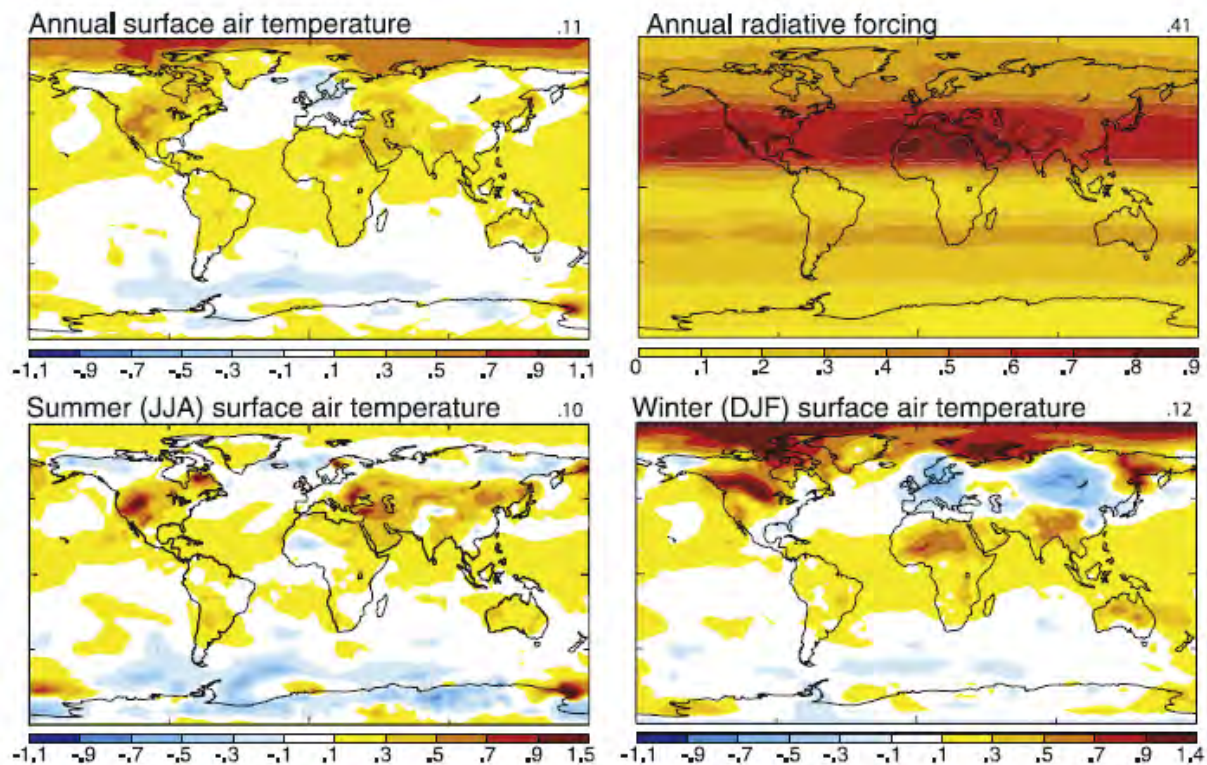 Annual surface air temperature .11
Annual radiative forcing .41
-1.1 -.9 -.7 -.5 -.3 -.1 .1 .3 .5 .7 .9 1.1
0 .1 .2 .3 .4 .5 .6 .7 .8 .9
Summer (JJA) surface air temperature .10
Winter (DJF) surface air temperature .12
-1.1 -.9 -.7 -.5 -.3 -.1 .1 .3 .5 .7 .9 1.5
-1.1 -.9 -.7 -.5 -.3 -.1 .1 .3 .5 .7 .9 1.4